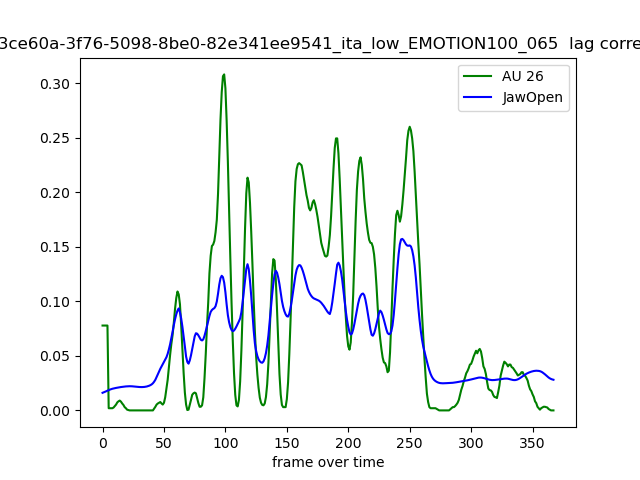 3ce60a-3f76-5098-8be0-82e341ee9541_ita_low_EMOTION100_065  lag corre
AU 26
JawOpen
0.30
0.25
0.20
0.15
0.10
0.05
0.00
0 50 100 150 200 250 300 350
frame over time